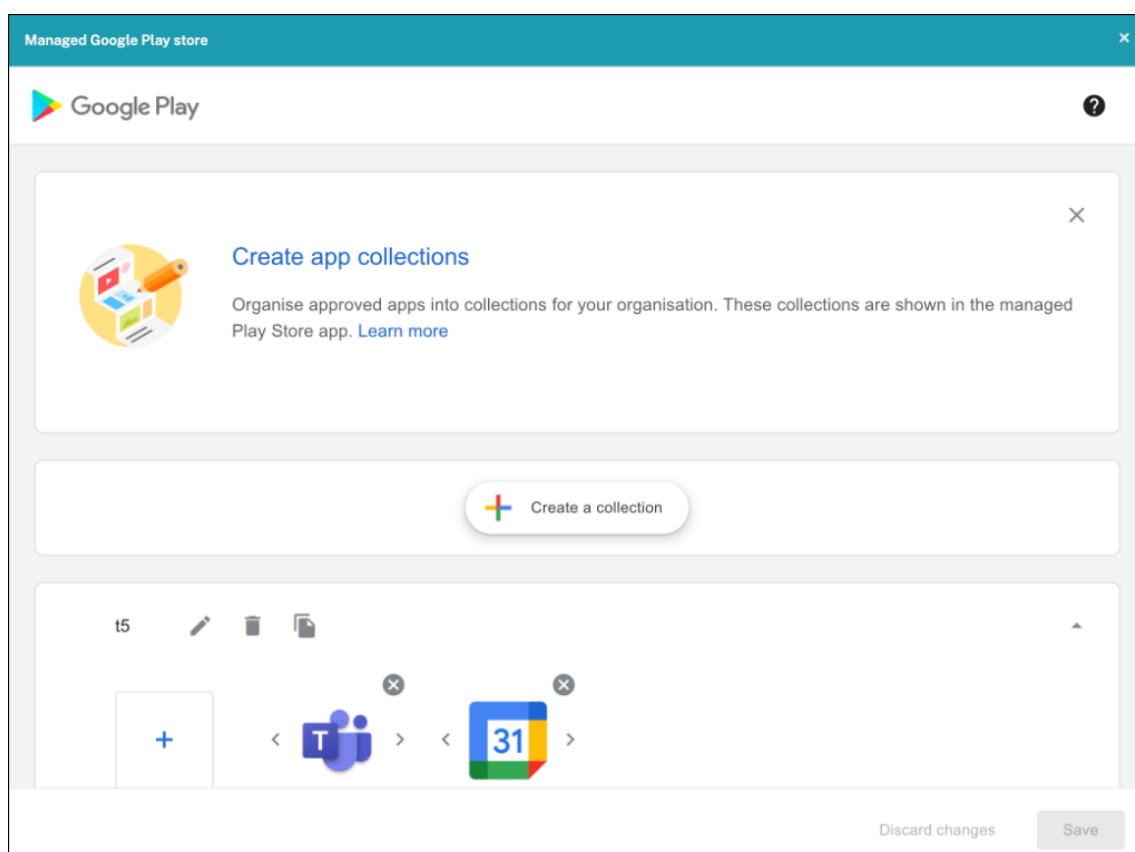 Managed Google Play store
Google Play
Create app collections
Organise approved apps into collections for your organisation. These collections are shown in the managed
Play Store app. Learn more
Create a collection
t5
T
31
Discard changes
Save